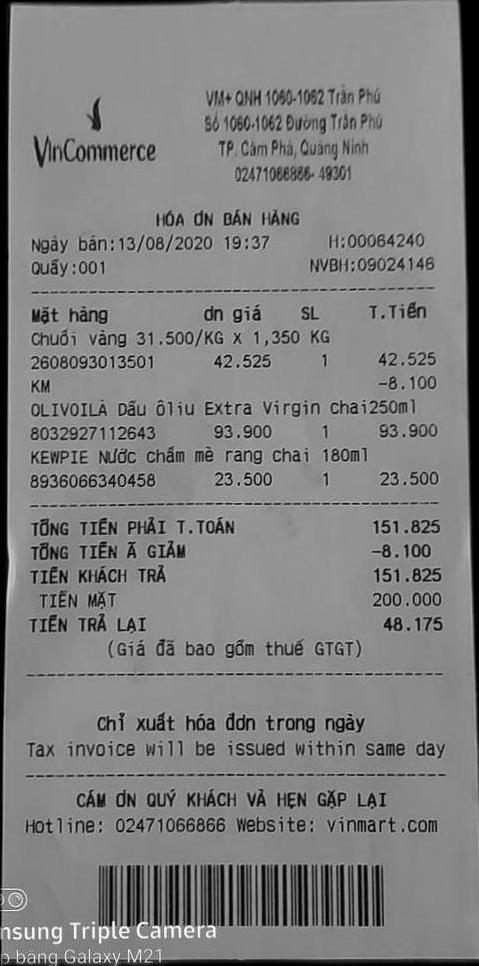 VM+ QNH 1060-1062 Trần Phú
Số 1060-1062 Đường Trần Phú
VinCommerce
TP. Cẩm Phả, Quảng Ninh
02471066866- 49301
HÓA ƠN BÁN HÀNG
Ngày bán:13/08/2020 19:37 H:00064240
Quầy:001 NVBH:09024146
Mặt hàng ơn giá SL T.Tiền
Chuối vàng 31.500/KG X 1,350 KG
2608093013501 42.525 1 42.525
KM -8.100
OLIVOILÀ Dầu ôliu Extra Virgin chai250ml
8032927112643 93.900 1 93.900
KEWPIE Nước chấm mè rang chai 180ml
8936066340458 23.500 1 23.500
TỔNG TIỀN PHẢI T.TOÁN 151.825
TỔNG TIỀN Ã GIẢM -8.100
TIỀN KHÁCH TRẢ 151.825
TIỀN MẶT 200.000
TIỀN TRẢ LẠI 48.175
(Giá đã bao gồm thuế GTGT)
Chỉ xuất hóa đơn trong ngày
Tax invoice will be issued within same day
CÁM ƠN QUÝ KHÁCH VÀ HẸN GẶP LẠI
Hotline: 02471066866 Website: vinmart.com
nsung Triple Camera
p bằng Galaxy M21